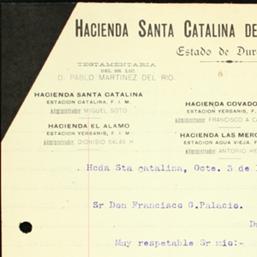 HACIENDA SANTA CATALINA DE
Estado de Dur
TESTAMENTARIA
DEL SR. LIC.
D. PABLO MARTINEZ DEL RIO.
HACIENDA SANTA CATALINA
ESTACION CATALINA, F. I. M.
Administrador MIGUEL SOTO
HACIENDA EL ALAMO
ESTACION YERBANIS, F. I. M.
Administrador DIONISIO SALAS H
HACIENDA COVADO
ESTACION YERBANIS, F.
Administrador FRANCISCO A
HACIENDA LAS MERC
ESTACION AGUA VIEJA, F
Administrador ANTONIO HE
Hcda Sta catalina, Octe. 3 de
Sr Don Francisco G.Palacio.
D
Muy respetable Sr mio:-